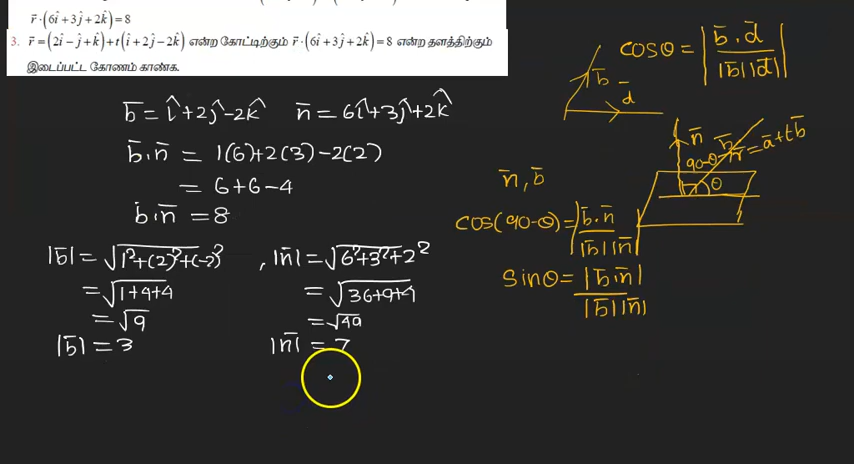 r̄·(6î+3ĵ+2k̂)=8
3. r̄=(2î−ĵ+k̂)+t(î+2ĵ−2k̂) என்ற கோட்டிற்கும் r̄·(6î+3ĵ+2k̂)=8 என்ற தளத்திற்கும்
இடைப்பட்ட கோணம் காண்க.
b̄ = î+2ĵ−2k̂ n̄ = 6î+3ĵ+2k̂
b̄·n̄ = 1(6)+2(3)−2(2)
= 6+6−4
b̄·n̄ = 8
|b̄| = √1²+(2)²+(−2)² , |n̄| = √6²+3²+2²
= √1+4+4 = √36+9+4
= √9 = √49
|b̄| = 3 |n̄| = 7
b̄
d̄
cosθ = | b̄·d̄ / |b̄||d̄| |
n̄
b̄
90−θ
r̄=ā+tb̄
θ
n̄, b̄
cos(90−θ) = | b̄·n̄ / |b̄||n̄| |
sinθ = |b̄·n̄| / |b̄||n̄|